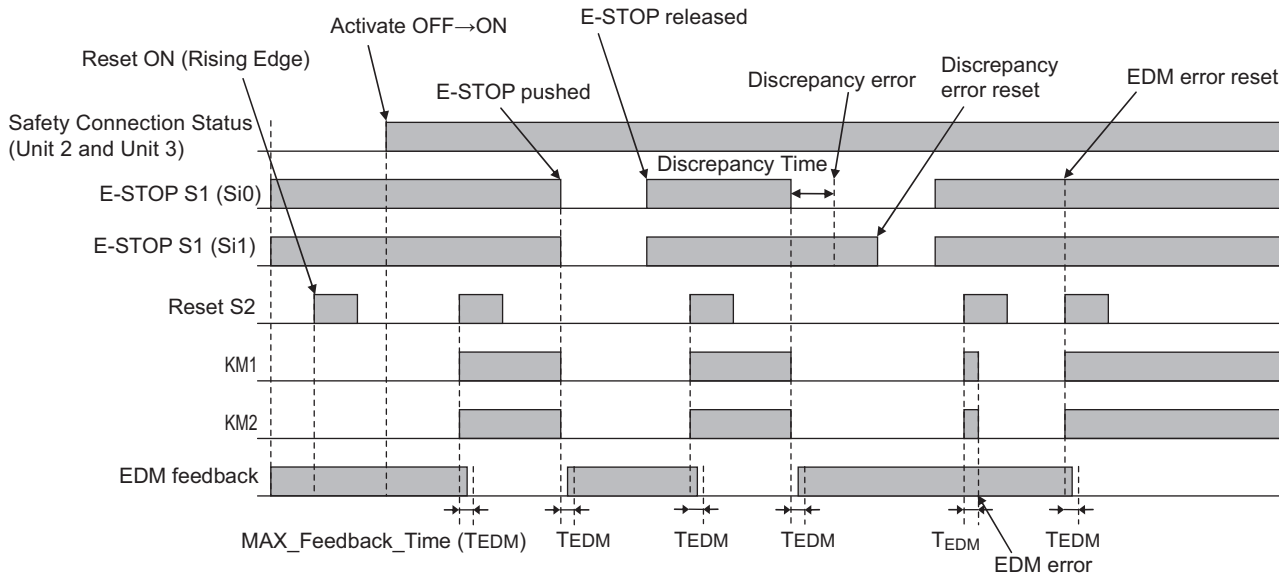 E-STOP released
Activate OFF→ON
Reset ON (Rising Edge)
Discrepancy error
Discrepancy
error reset
EDM error reset
E-STOP pushed
Safety Connection Status
(Unit 2 and Unit 3)
Discrepancy Time
E-STOP S1 (Si0)
E-STOP S1 (Si1)
Reset S2
KM1
KM2
EDM feedback
MAX_Feedback_Time (TEDM)
TEDM
TEDM
TEDM
TEDM
TEDM
EDM error